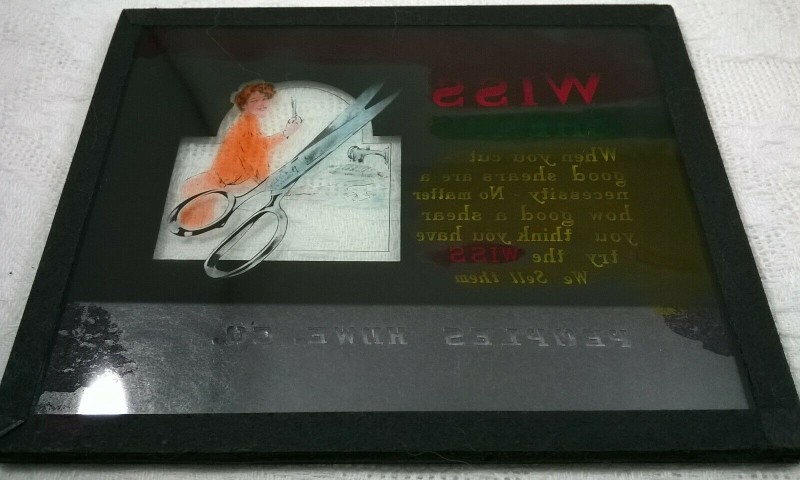 WISS
When you cut
good shears are a
necessity. No matter
how good a shear
you think you have
try the WISS
We Sell them
PEOPLES HDWE. CO.